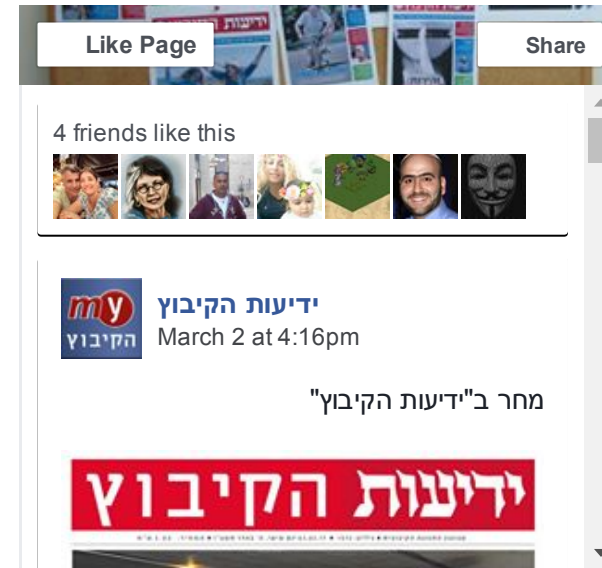 Like Page
Share
4 friends like this
my
הקיבוץ
ידיעות הקיבוץ
March 2 at 4:16pm
מחר ב"ידיעות הקיבוץ"
ידיעות הקיבוץ